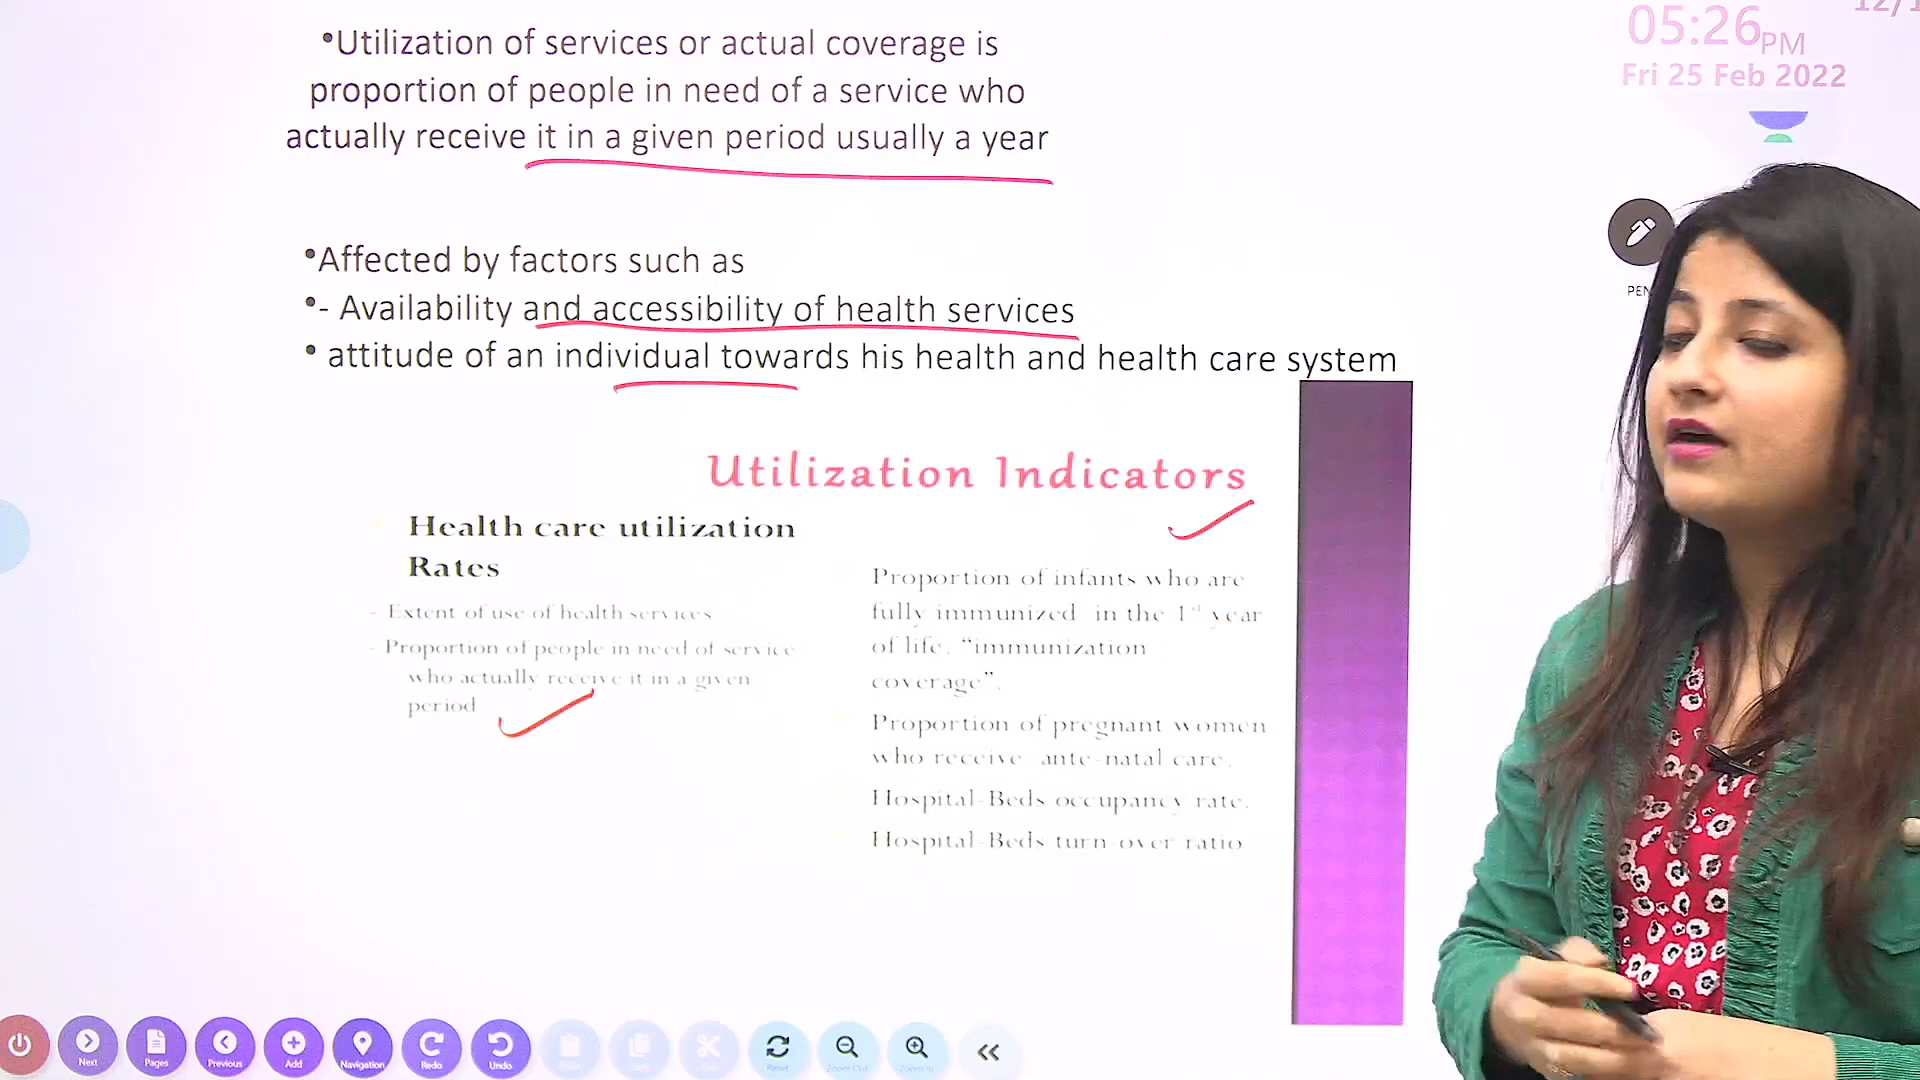 12/1
05:26PM
Fri 25 Feb 2022
•Utilization of services or actual coverage is
proportion of people in need of a service who
actually receive it in a given period usually a year
•Affected by factors such as
•- Availability and accessibility of health services
• attitude of an individual towards his health and health care system
PEN
Utilization Indicators
Health care utilization
Rates
- Extent of use of health services
- Proportion of people in need of service
who actually receive it in a given
period
Proportion of infants who are
fully immunized in the 1st year
of life, "immunization
coverage".
Proportion of pregnant women
who receive ante-natal care.
Hospital-Beds occupancy rate.
Hospital-Beds turn-over ratio
Next
Pages
Previous
Add
Navigation
Redo
Undo
Reset
Zoom Out
Zoom In